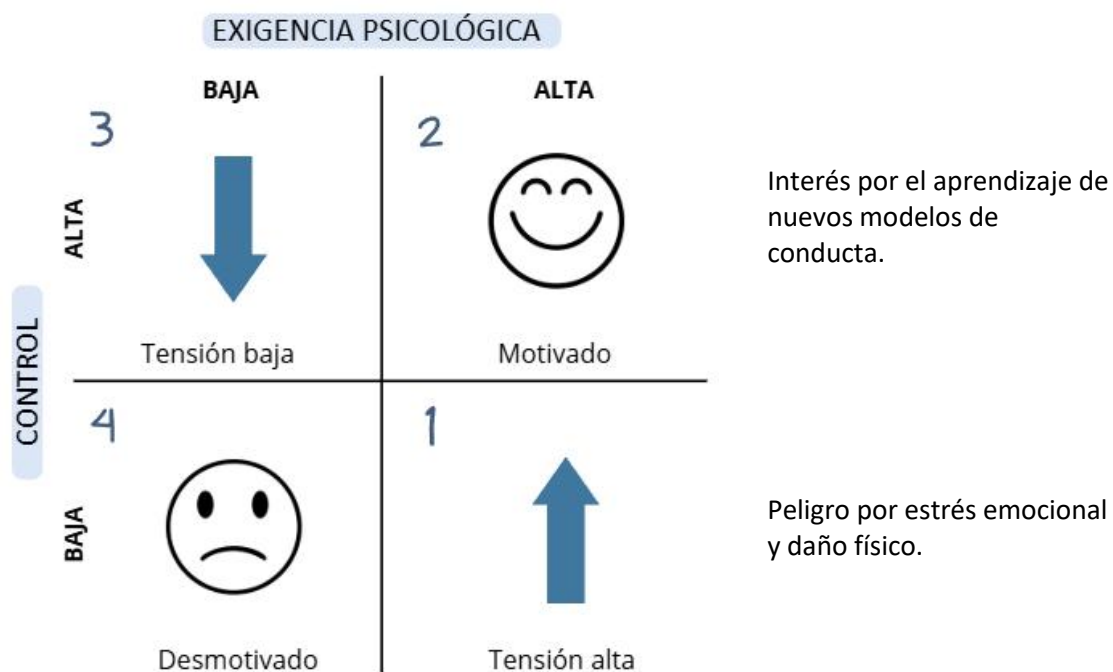 EXIGENCIA PSICOLÓGICA
BAJA
ALTA
3
2
ALTA
Interés por el aprendizaje de
nuevos modelos de
conducta.
Tensión baja
Motivado
CONTROL
4
1
BAJA
Peligro por estrés emocional
y daño físico.
Desmotivado
Tensión alta